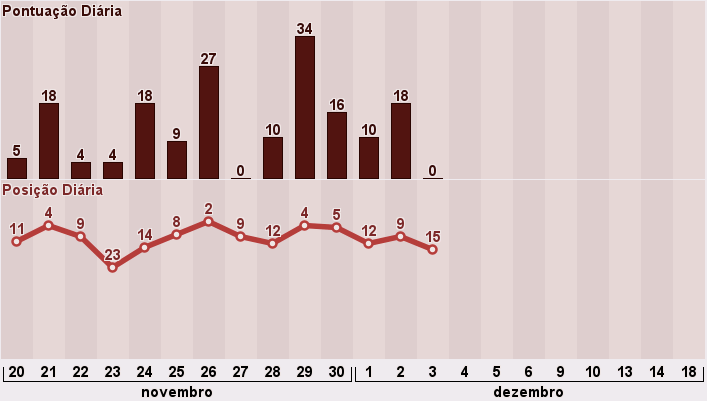 Pontuação Diária
5 18 4 4 18 9 27 0 10 34 16 10 18 0
Posição Diária
11 4 9 23 14 8 2 9 12 4 5 12 9 15
20 21 22 23 24 25 26 27 28 29 30 1 2 3 4 5 6 9 10 13 14 18
novembro dezembro